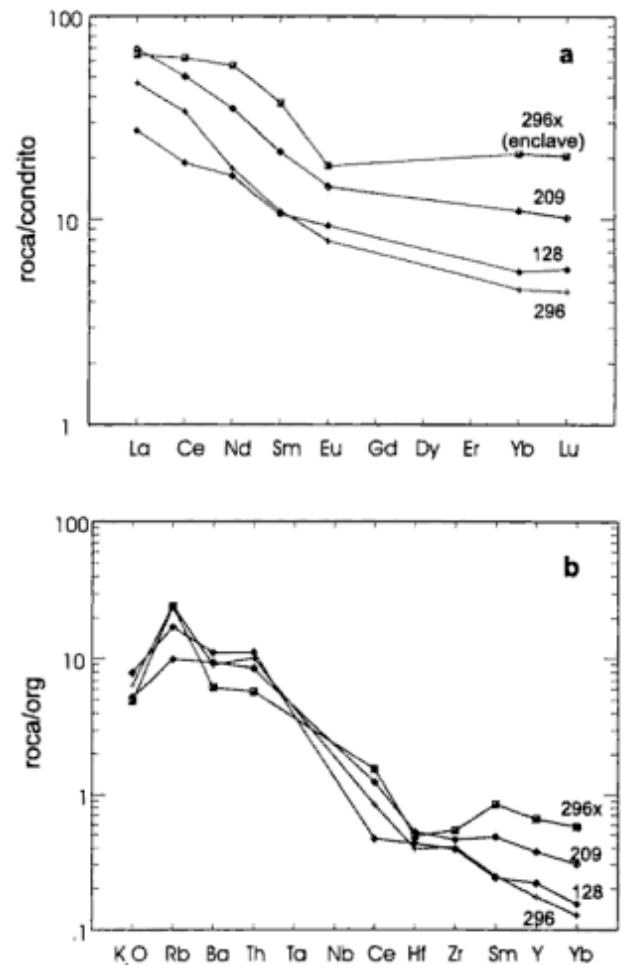 100
a
296x
(enclave)
209
10
128
296
1
roca/condrito
La Ce Nd Sm Eu Gd Dy Er Yb Lu
100
b
10
roca/org
1
296x
209
128
296
.1
K,O Rb Ba Th Ta Nb Ce Hf Zr Sm Y Yb